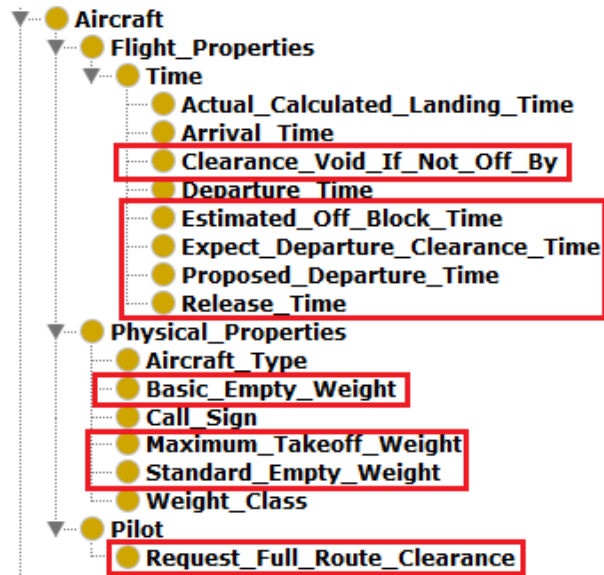 Aircraft
Flight_Properties
Time
Actual_Calculated_Landing_Time
Arrival_Time
Clearance_Void_If_Not_Off_By
Departure_Time
Estimated_Off_Block_Time
Expect_Departure_Clearance_Time
Proposed_Departure_Time
Release_Time
Physical_Properties
Aircraft_Type
Basic_Empty_Weight
Call_Sign
Maximum_Takeoff_Weight
Standard_Empty_Weight
Weight_Class
Pilot
Request_Full_Route_Clearance